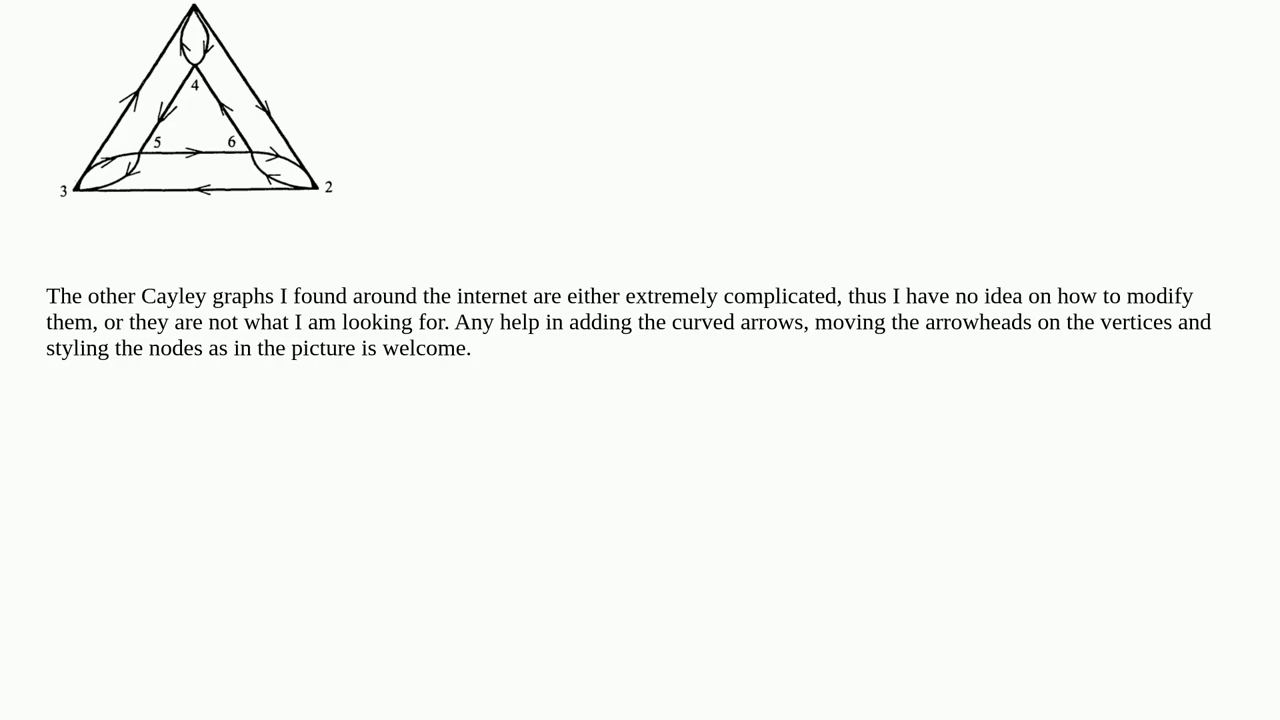 4
5 6
3 2
The other Cayley graphs I found around the internet are either extremely complicated, thus I have no idea on how to modify
them, or they are not what I am looking for. Any help in adding the curved arrows, moving the arrowheads on the vertices and
styling the nodes as in the picture is welcome.